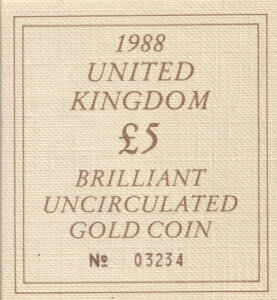 1988
UNITED
KINGDOM
£5
BRILLIANT
UNCIRCULATED
GOLD COIN
№ 03234